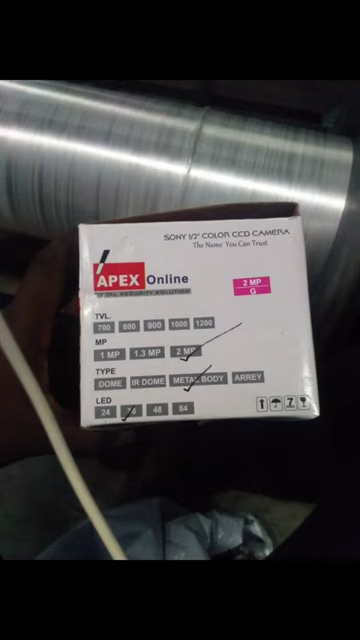 SONY 1/3" COLOR CCD CAMERA
The Name You Can Trust
APEX Online
2 MP
G
TVL.
700 800 900 1000 1200
MP
1 MP 1.3 MP 2 MP
TYPE
DOME IR DOME METAL BODY ARREY
LED
24 48 84